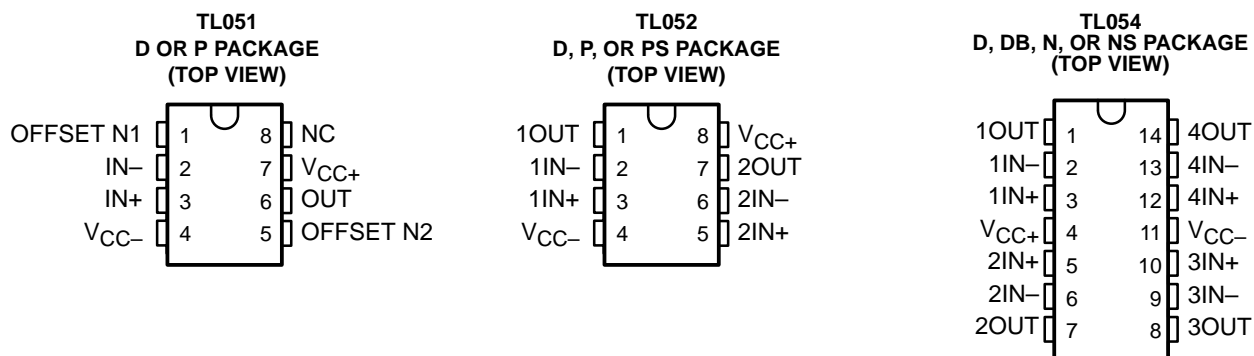 TL051
D OR P PACKAGE
(TOP VIEW)
OFFSET N1 1 8 NC
IN– 2 7 VCC+
IN+ 3 6 OUT
VCC– 4 5 OFFSET N2
TL052
D, P, OR PS PACKAGE
(TOP VIEW)
1OUT 1 8 VCC+
1IN– 2 7 2OUT
1IN+ 3 6 2IN–
VCC– 4 5 2IN+
TL054
D, DB, N, OR NS PACKAGE
(TOP VIEW)
1OUT 1 14 4OUT
1IN– 2 13 4IN–
1IN+ 3 12 4IN+
VCC+ 4 11 VCC–
2IN+ 5 10 3IN+
2IN– 6 9 3IN–
2OUT 7 8 3OUT